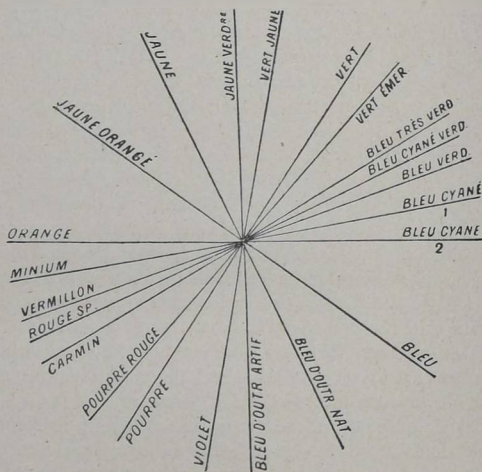 JAUNE
JAUNE VERDRE
VERT JAUNE
VERT
VERT ÉMER
JAUNE ORANGÉ
BLEU TRÈS VERD
BLEU CYANÉ VERD.
BLEU VERD.
BLEU CYANÉ
1
ORANGE
BLEU CYANE
2
MINIUM
VERMILLON
ROUGE SP.
CARMIN
POURPRE ROUGE
POURPRE
VIOLET
BLEU D'OUTR ARTIF
BLEU D'OUTR NAT
BLEU